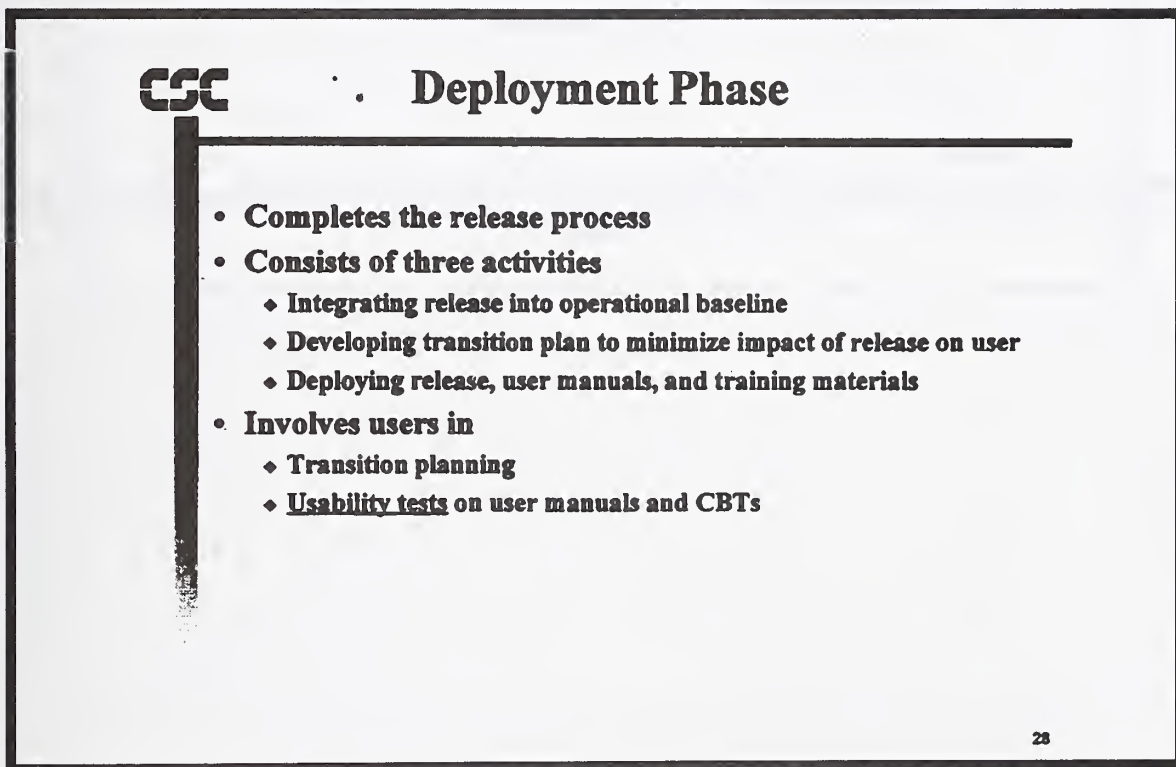 CSC
Deployment Phase
• Completes the release process
• Consists of three activities
◆ Integrating release into operational baseline
◆ Developing transition plan to minimize impact of release on user
◆ Deploying release, user manuals, and training materials
• Involves users in
◆ Transition planning
◆ Usability tests on user manuals and CBTs
28